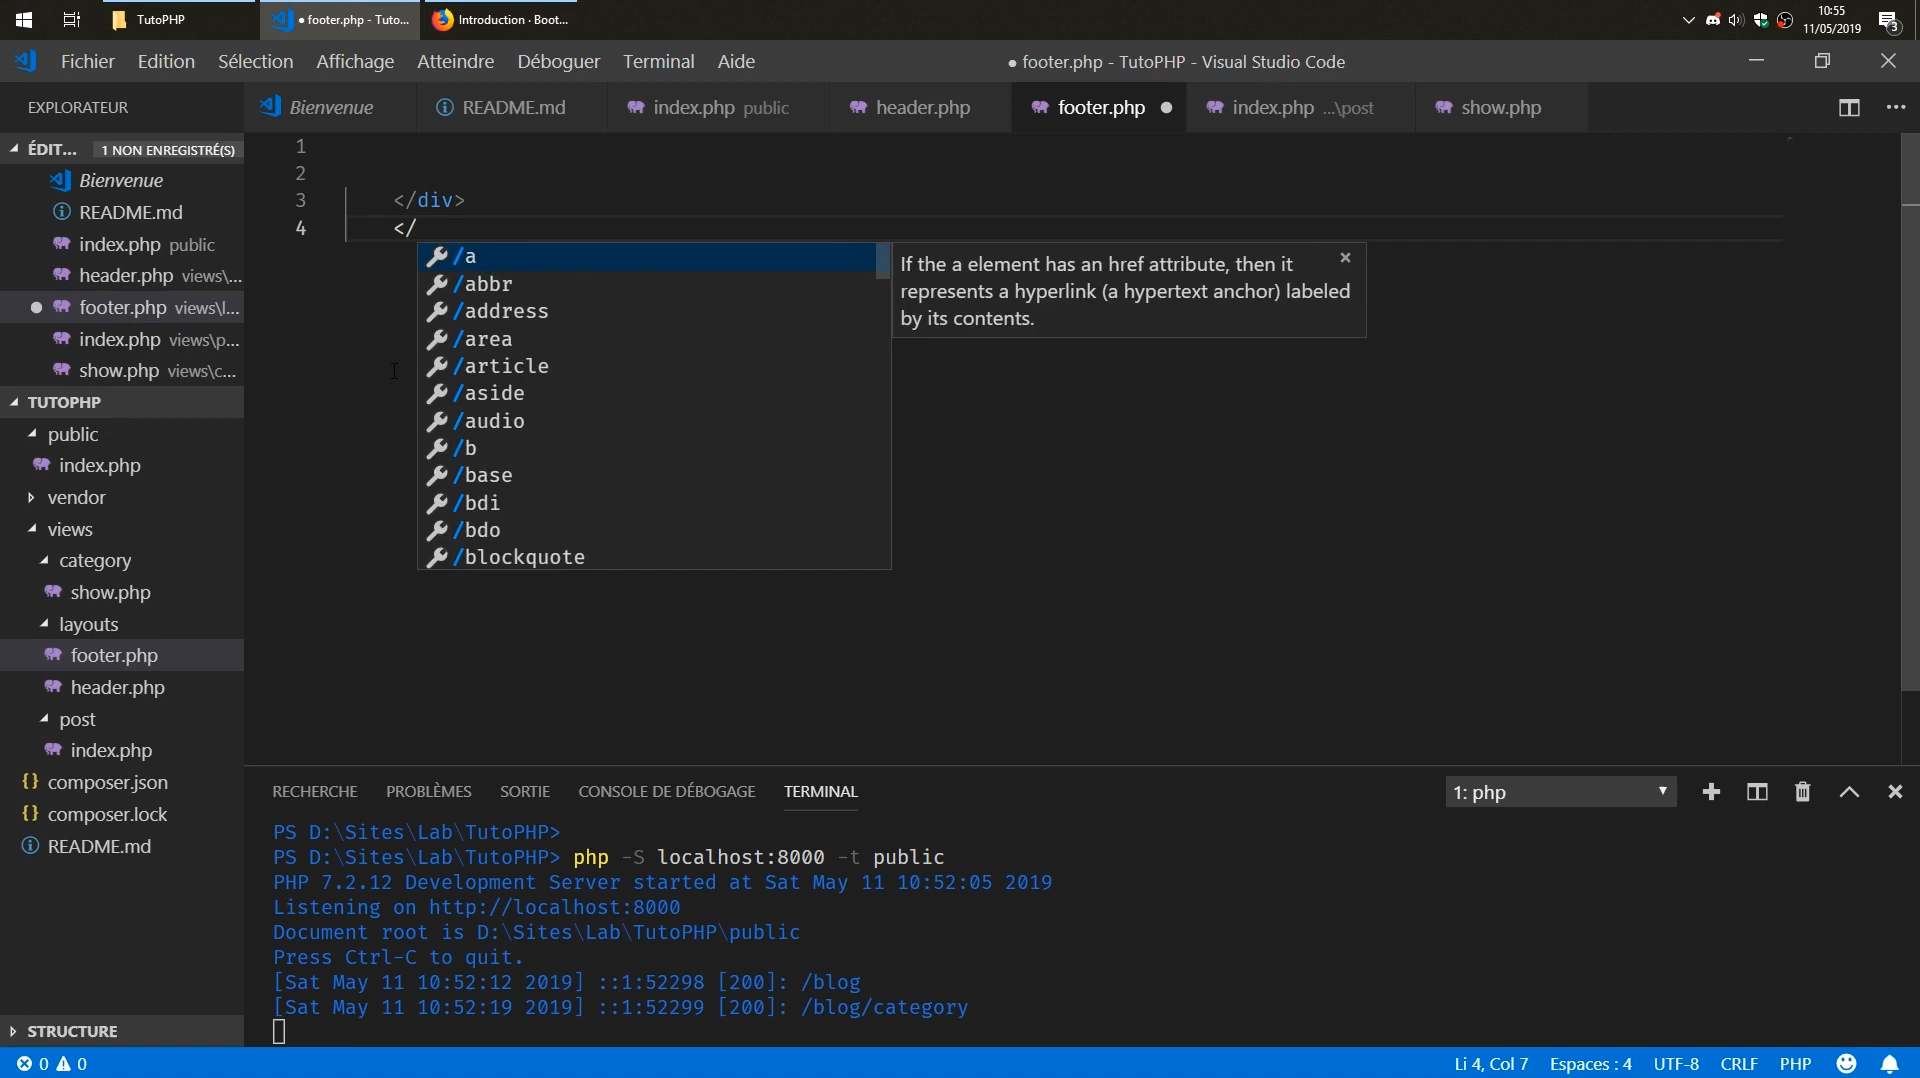 TutoPHP
● footer.php - Tuto...
Introduction · Boot...
10:55
11/05/2019
3
Fichier Edition Sélection Affichage Atteindre Déboguer Terminal Aide
● footer.php - TutoPHP - Visual Studio Code
EXPLORATEUR
Bienvenue
README.md
index.php public
header.php
footer.php ●
index.php ...\post
show.php
ÉDIT... 1 NON ENREGISTRÉ(S)
Bienvenue
README.md
index.php public
header.php views\...
footer.php views\l...
index.php views\p...
show.php views\c...
TUTOPHP
public
index.php
vendor
views
category
show.php
layouts
footer.php
header.php
post
index.php
composer.json
composer.lock
README.md
STRUCTURE
1
2
3 </div>
4 </
/a
/abbr
/address
/area
/article
/aside
/audio
/b
/base
/bdi
/bdo
/blockquote
If the a element has an href attribute, then it
represents a hyperlink (a hypertext anchor) labeled
by its contents.
RECHERCHE PROBLÈMES SORTIE CONSOLE DE DÉBOGAGE TERMINAL
1: php
PS D:\Sites\Lab\TutoPHP>
PS D:\Sites\Lab\TutoPHP> php -S localhost:8000 -t public
PHP 7.2.12 Development Server started at Sat May 11 10:52:05 2019
Listening on http://localhost:8000
Document root is D:\Sites\Lab\TutoPHP\public
Press Ctrl-C to quit.
[Sat May 11 10:52:12 2019] ::1:52298 [200]: /blog
[Sat May 11 10:52:19 2019] ::1:52299 [200]: /blog/category
0 0
Li 4, Col 7 Espaces : 4 UTF-8 CRLF PHP